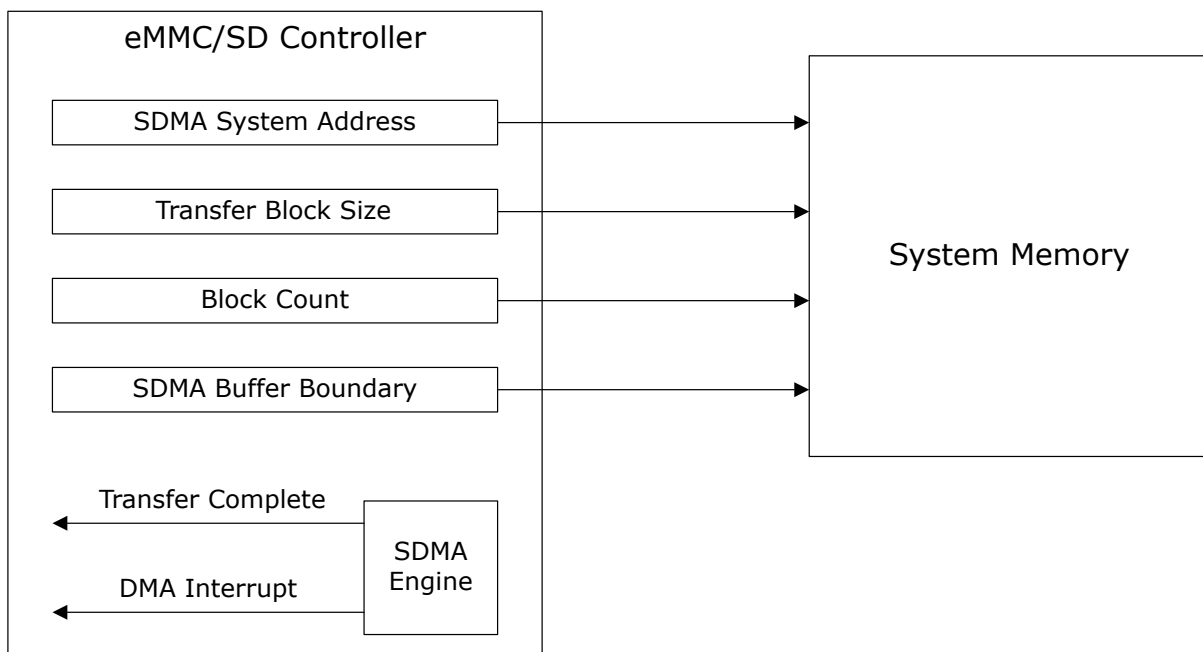 eMMC/SD Controller
SDMA System Address
Transfer Block Size
Block Count
SDMA Buffer Boundary
System Memory
Transfer Complete
DMA Interrupt
SDMA
Engine